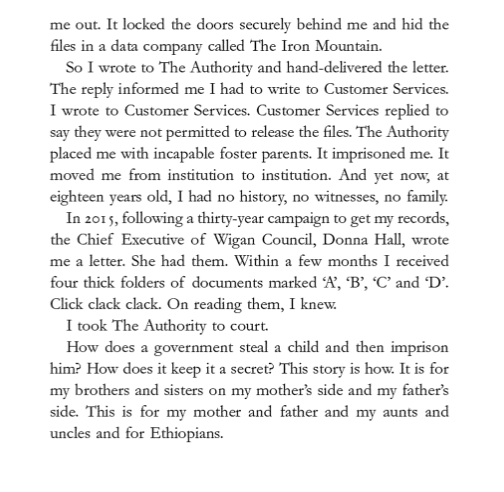 me out. It locked the doors securely behind me and hid the
files in a data company called The Iron Mountain.
So I wrote to The Authority and hand-delivered the letter.
The reply informed me I had to write to Customer Services.
I wrote to Customer Services. Customer Services replied to
say they were not permitted to release the files. The Authority
placed me with incapable foster parents. It imprisoned me. It
moved me from institution to institution. And yet now, at
eighteen years old, I had no history, no witnesses, no family.
In 2015, following a thirty-year campaign to get my records,
the Chief Executive of Wigan Council, Donna Hall, wrote
me a letter. She had them. Within a few months I received
four thick folders of documents marked ‘A’, ‘B’, ‘C’ and ‘D’.
Click clack clack. On reading them, I knew.
I took The Authority to court.
How does a government steal a child and then imprison
him? How does it keep it a secret? This story is how. It is for
my brothers and sisters on my mother’s side and my father’s
side. This is for my mother and father and my aunts and
uncles and for Ethiopians.